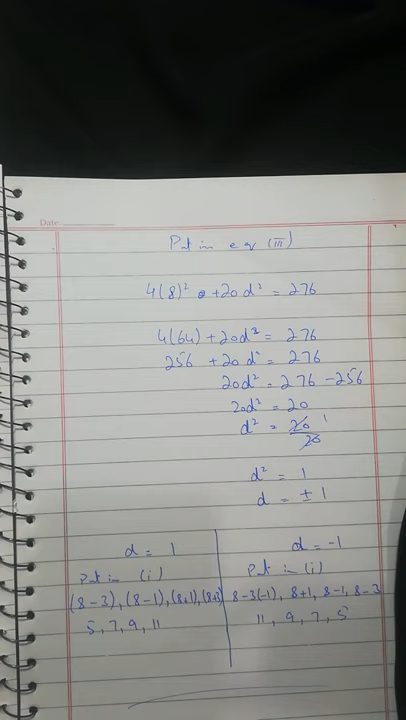 Date:
Put in eq (iii)
4(8)² + 20d² = 276
4(64) + 20d² = 276
256 + 20d² = 276
20d² = 276 - 256
20d² = 20
d² = 20/20 1
d² = 1
d = ± 1
d = 1
Put in (i)
(8-3), (8-1), (8+1), (8+3)
5, 7, 9, 11
d = -1
Put in (i)
8-3(-1), 8+1, 8-1, 8-3
11, 9, 7, 5